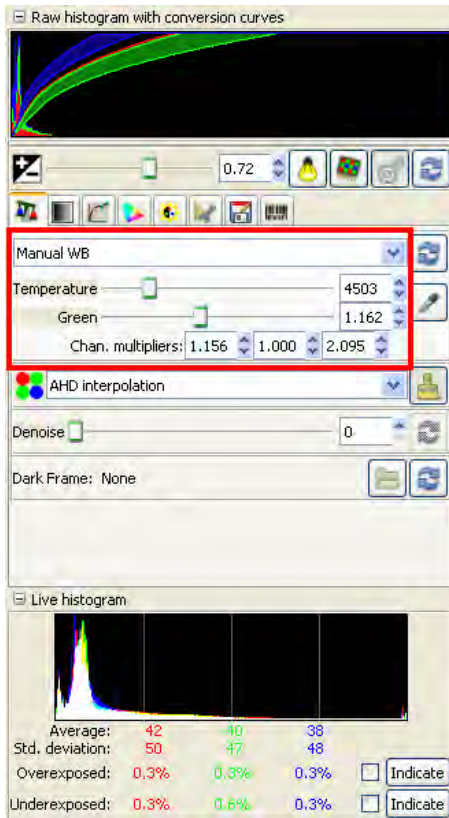 Raw histogram with conversion curves
0.72
Manual WB
Temperature 4503
Green 1.162
Chan. multipliers: 1.156 1.000 2.095
AHD interpolation
Denoise 0
Dark Frame: None
Live histogram
Average: 42 40 38
Std. deviation: 50 47 48
Overexposed: 0.3% 0.3% 0.3% Indicate
Underexposed: 0.3% 0.6% 0.3% Indicate